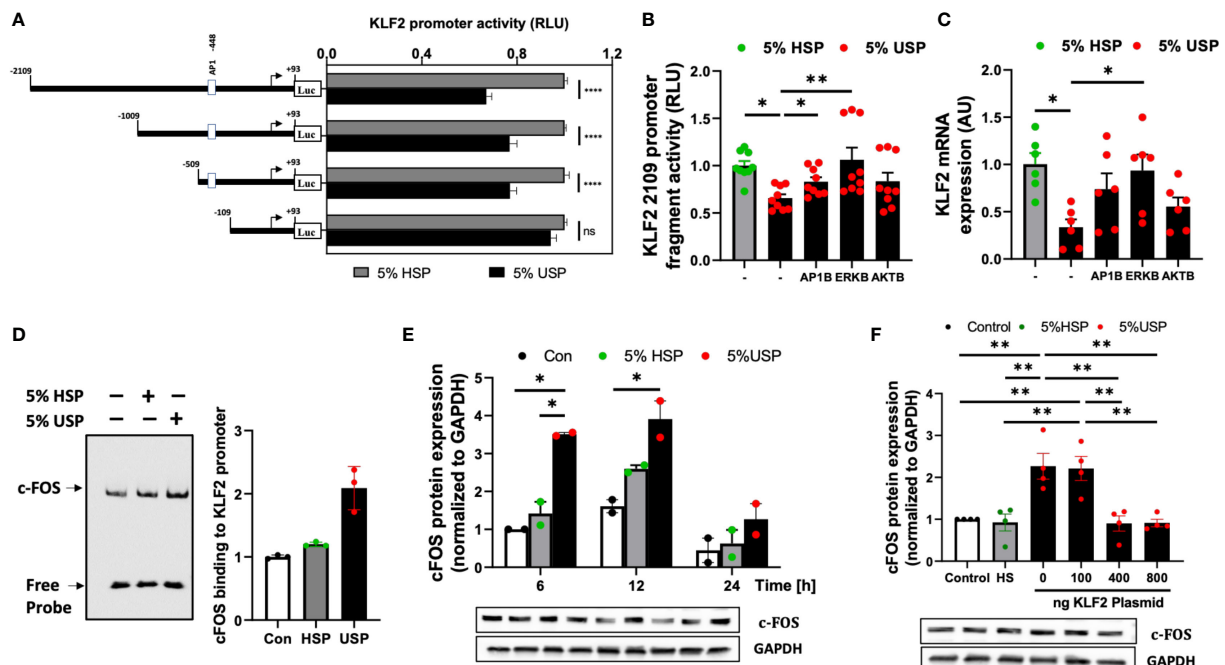 A
KLF2 promoter activity (RLU)
0.0 0.4 0.8 1.2
-2109 AP1 -448 +93 Luc ****
-1009 +93 Luc ****
-509 +93 Luc ****
-109 +93 Luc ns
5% HSP 5% USP
B
5% HSP 5% USP
KLF2 2109 promoter
fragment activity (RLU)
2.0
1.5
1.0
0.5
0.0
* * **
- - AP1B ERKB AKTB
C
5% HSP 5% USP
KLF2 mRNA
expression (AU)
2.0
1.5
1.0
0.5
0.0
* *
- - AP1B ERKB AKTB
D
5% HSP − + −
5% USP − − +
c-FOS
Free
Probe
cFOS binding to KLF2 promoter
3
2
1
0
Con HSP USP
E
Con 5% HSP 5%USP
cFOS protein expression
(normalized to GAPDH)
5
4
3
2
1
0
* * *
6 12 24 Time [h]
c-FOS
GAPDH
F
Control 5%HSP 5%USP
cFOS protein expression
(normalized to GAPDH)
4
3
2
1
0
** **
** **
** **
** **
Control HS 0 100 400 800
ng KLF2 Plasmid
c-FOS
GAPDH